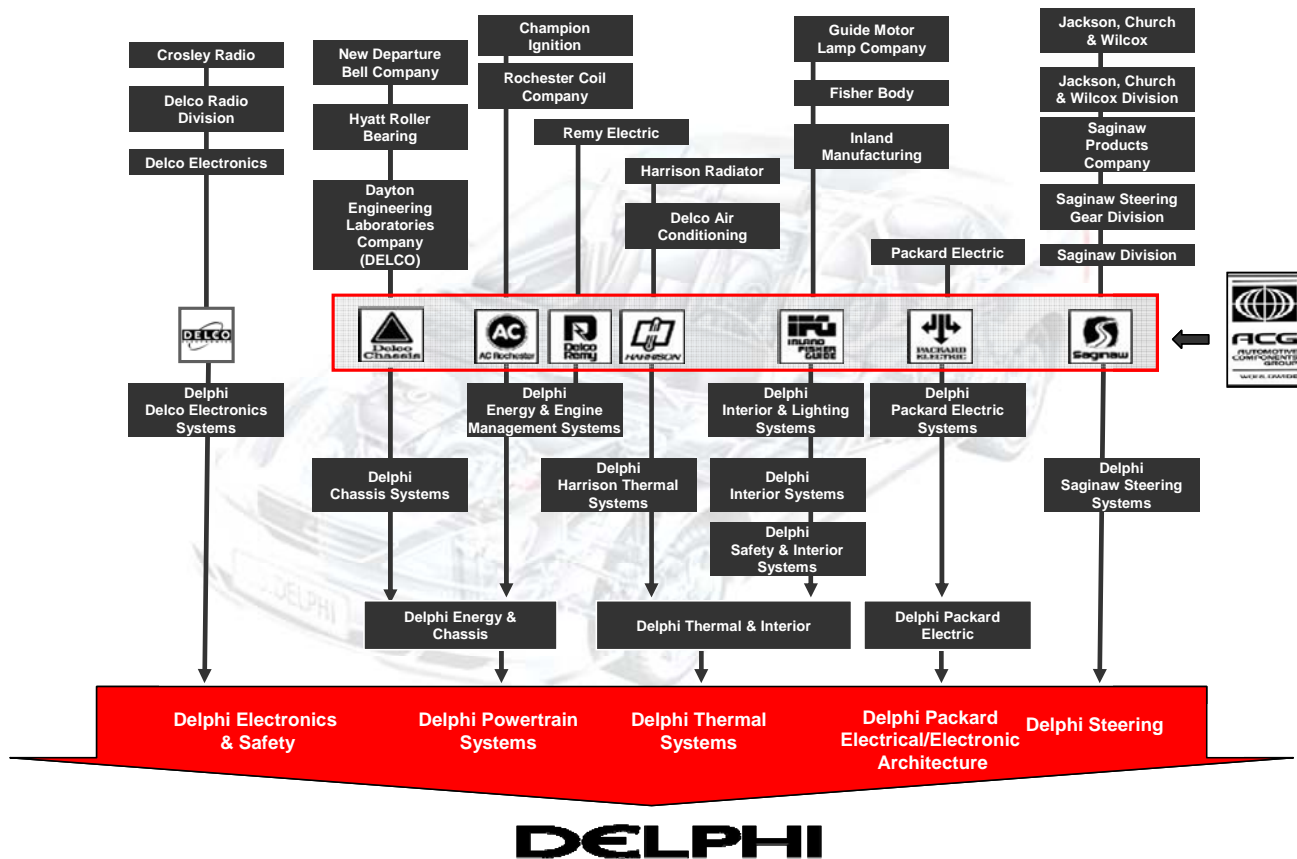 Crosley Radio
Delco Radio
Division
Delco Electronics
New Departure
Bell Company
Hyatt Roller
Bearing
Dayton
Engineering
Laboratories
Company
(DELCO)
Champion
Ignition
Rochester Coil
Company
Remy Electric
Harrison Radiator
Delco Air
Conditioning
Guide Motor
Lamp Company
Fisher Body
Inland
Manufacturing
Packard Electric
Jackson, Church
& Wilcox
Jackson, Church
& Wilcox Division
Saginaw
Products
Company
Saginaw Steering
Gear Division
Saginaw Division
DELCO
ELECTRONICS
Delco
Chassis
AC
AC Rochester
Delco
Remy
HARRISON
IFG
INLAND
FISHER
GUIDE
PACKARD
ELECTRIC
Saginaw
ACG
AUTOMOTIVE
COMPONENTS
GROUP
WORLDWIDE
Delphi
Delco Electronics
Systems
Delphi
Energy & Engine
Management Systems
Delphi
Interior & Lighting
Systems
Delphi
Packard Electric
Systems
Delphi
Chassis Systems
Delphi
Harrison Thermal
Systems
Delphi
Interior Systems
Delphi
Saginaw Steering
Systems
Delphi
Safety & Interior
Systems
DELPHI
Delphi Energy &
Chassis
Delphi Thermal & Interior
Delphi Packard
Electric
Delphi Electronics
& Safety
Delphi Powertrain
Systems
Delphi Thermal
Systems
Delphi Packard
Electrical/Electronic
Architecture
Delphi Steering
DELPHI